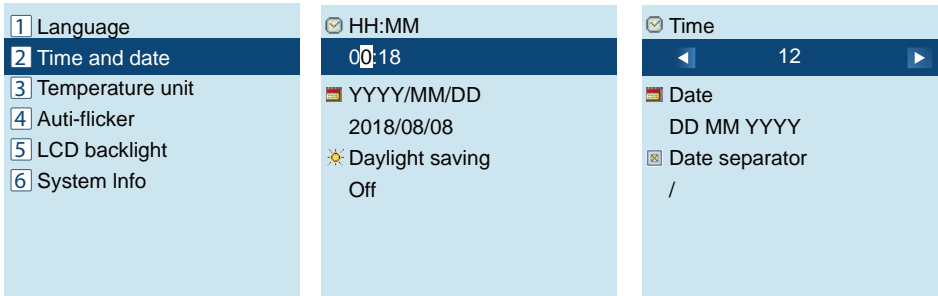 1 Language
2 Time and date
3 Temperature unit
4 Auti-flicker
5 LCD backlight
6 System Info
HH:MM
00:18
YYYY/MM/DD
2018/08/08
Daylight saving
Off
Time
12
Date
DD MM YYYY
Date separator
/